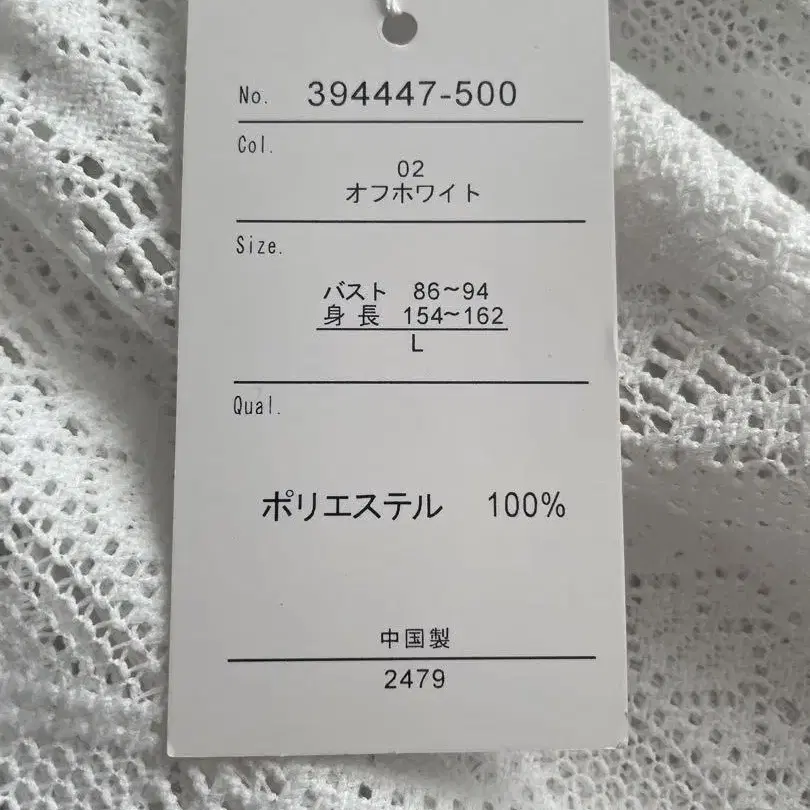 No. 394447-500
Col.
02
オフホワイト
Size.
バスト 86〜94
身長 154〜162
L
Qual.
ポリエステル 100%
中国製
2479